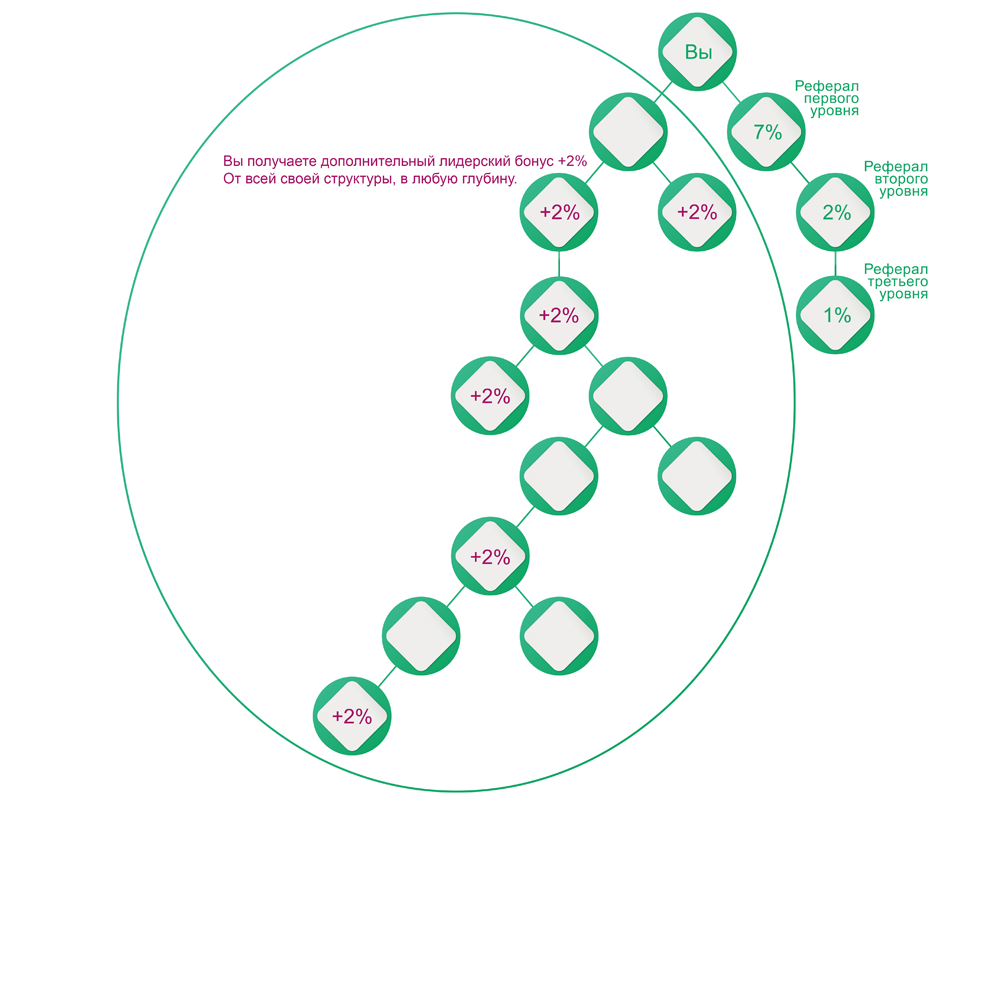 Вы
Реферал
первого
уровня
7%
Вы получаете дополнительный лидерский бонус +2%
От всей своей структуры, в любую глубину.
Реферал
второго
уровня
+2%
+2%
2%
Реферал
третьего
уровня
+2%
1%
+2%
+2%
+2%